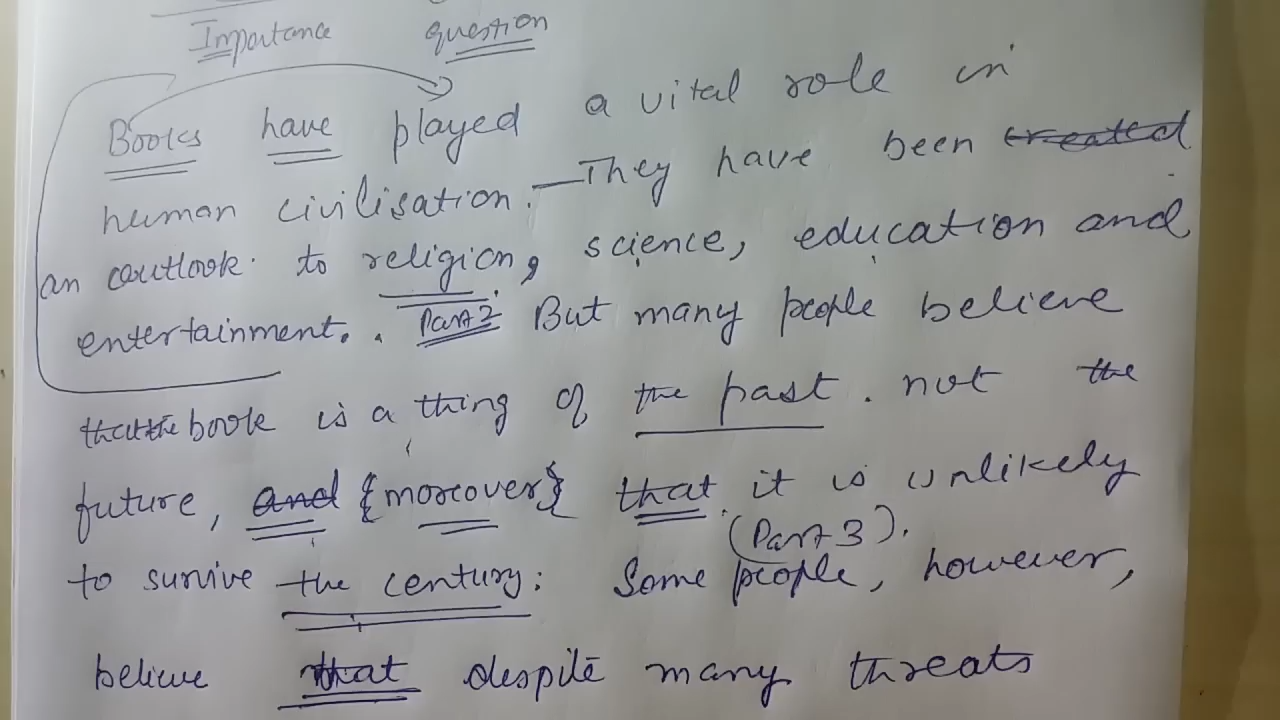 Importance question
Books have played a vital role in
human civilisation. They have been created
an outlook to religion, science, education and
entertainment. Part 2 But many people believe
that the book is a thing of the past. not the
future, and {moreover} that it is unlikely
(Part 3).
to survive the century: Some people, however,
believe that despite many threats